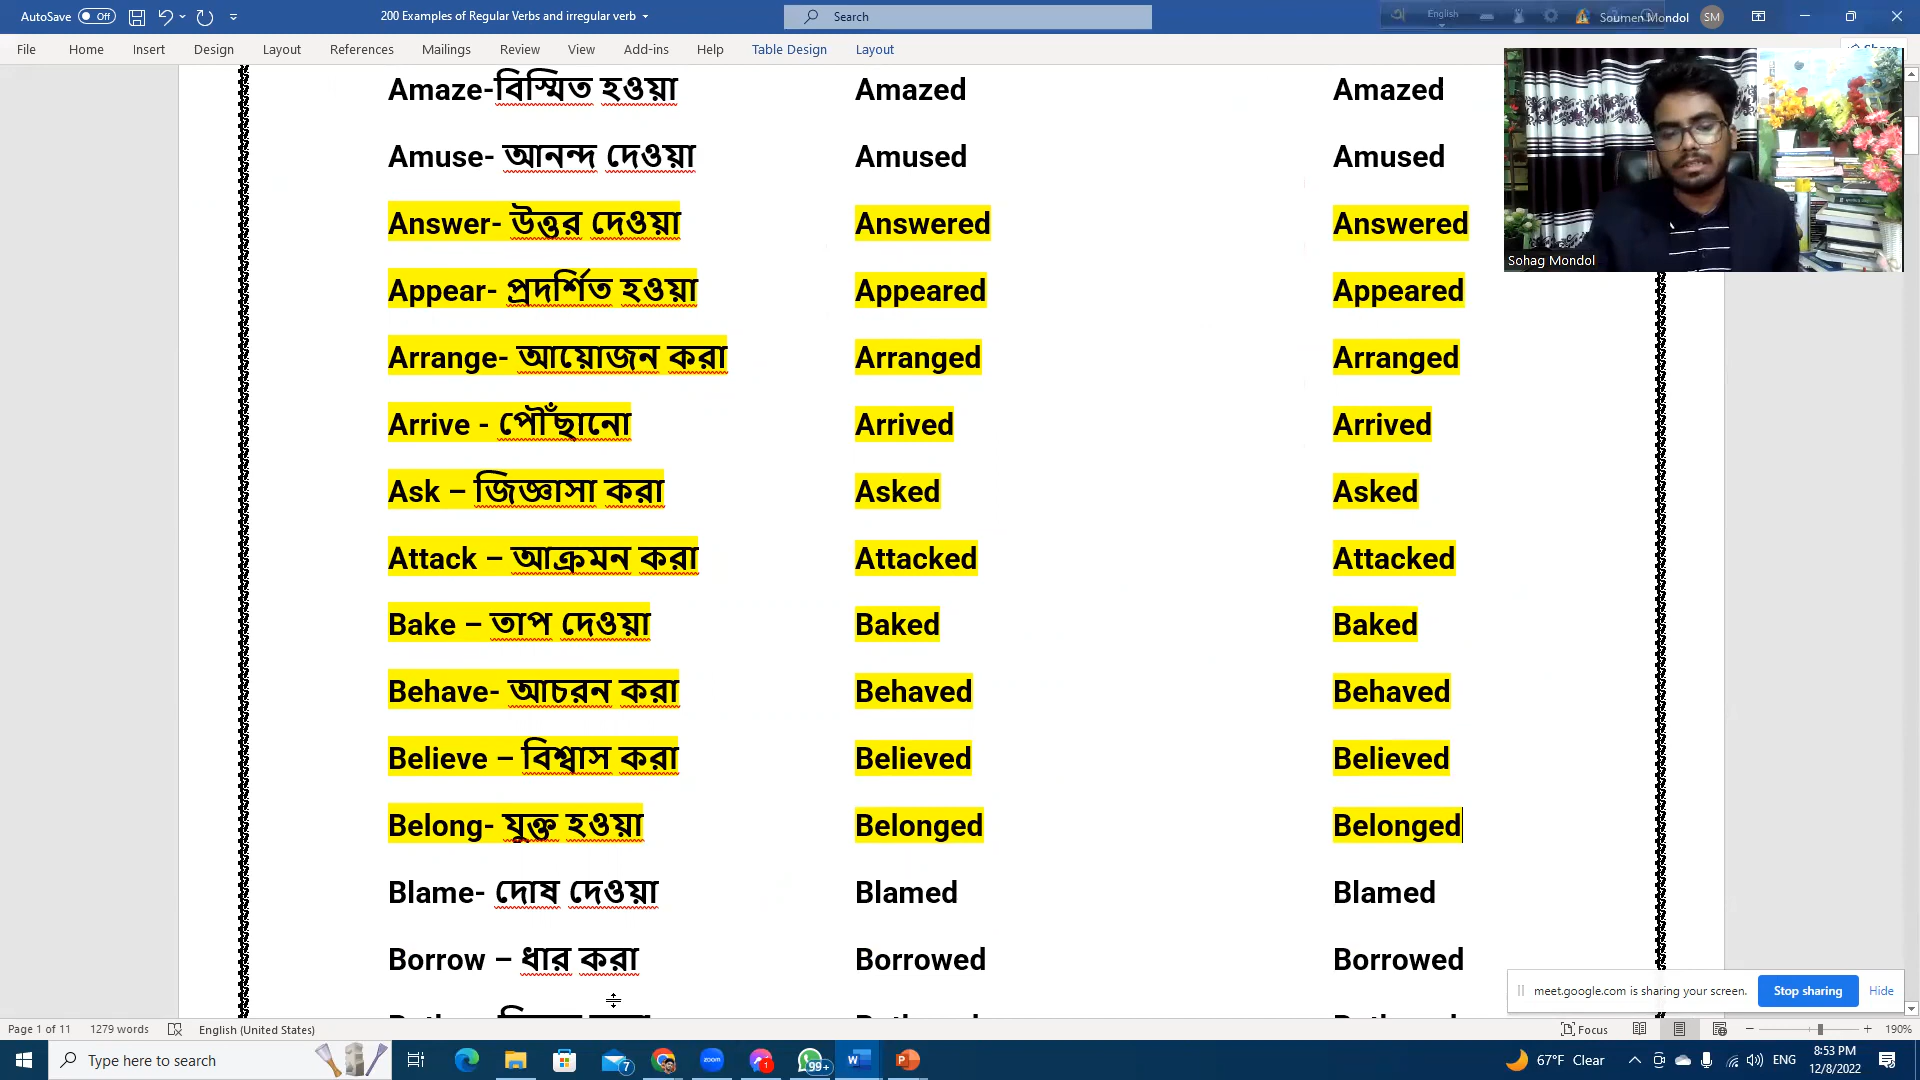 AutoSave Off 200 Examples of Regular Verbs and irregular verb Search English Soumen Mondol SM
File Home Insert Design Layout References Mailings Review View Add-ins Help Table Design Layout Share
Amaze-বিস্মিত হওয়া Amazed Amazed
Amuse- আনন্দ দেওয়া Amused Amused
Answer- উত্তর দেওয়া Answered Answered
Sohag Mondol
Appear- প্রদর্শিত হওয়া Appeared Appeared
Arrange- আয়োজন করা Arranged Arranged
Arrive - পৌঁছানো Arrived Arrived
Ask – জিজ্ঞাসা করা Asked Asked
Attack – আক্রমন করা Attacked Attacked
Bake – তাপ দেওয়া Baked Baked
Behave- আচরন করা Behaved Behaved
Believe – বিশ্বাস করা Believed Believed
Belong- যুক্ত হওয়া Belonged Belonged
Blame- দোষ দেওয়া Blamed Blamed
Borrow – ধার করা Borrowed Borrowed
meet.google.com is sharing your screen. Stop sharing Hide
Page 1 of 11 1279 words English (United States) Focus 190%
Type here to search 7 zoom 1 99+ 67°F Clear ENG 8:53 PM
12/8/2022